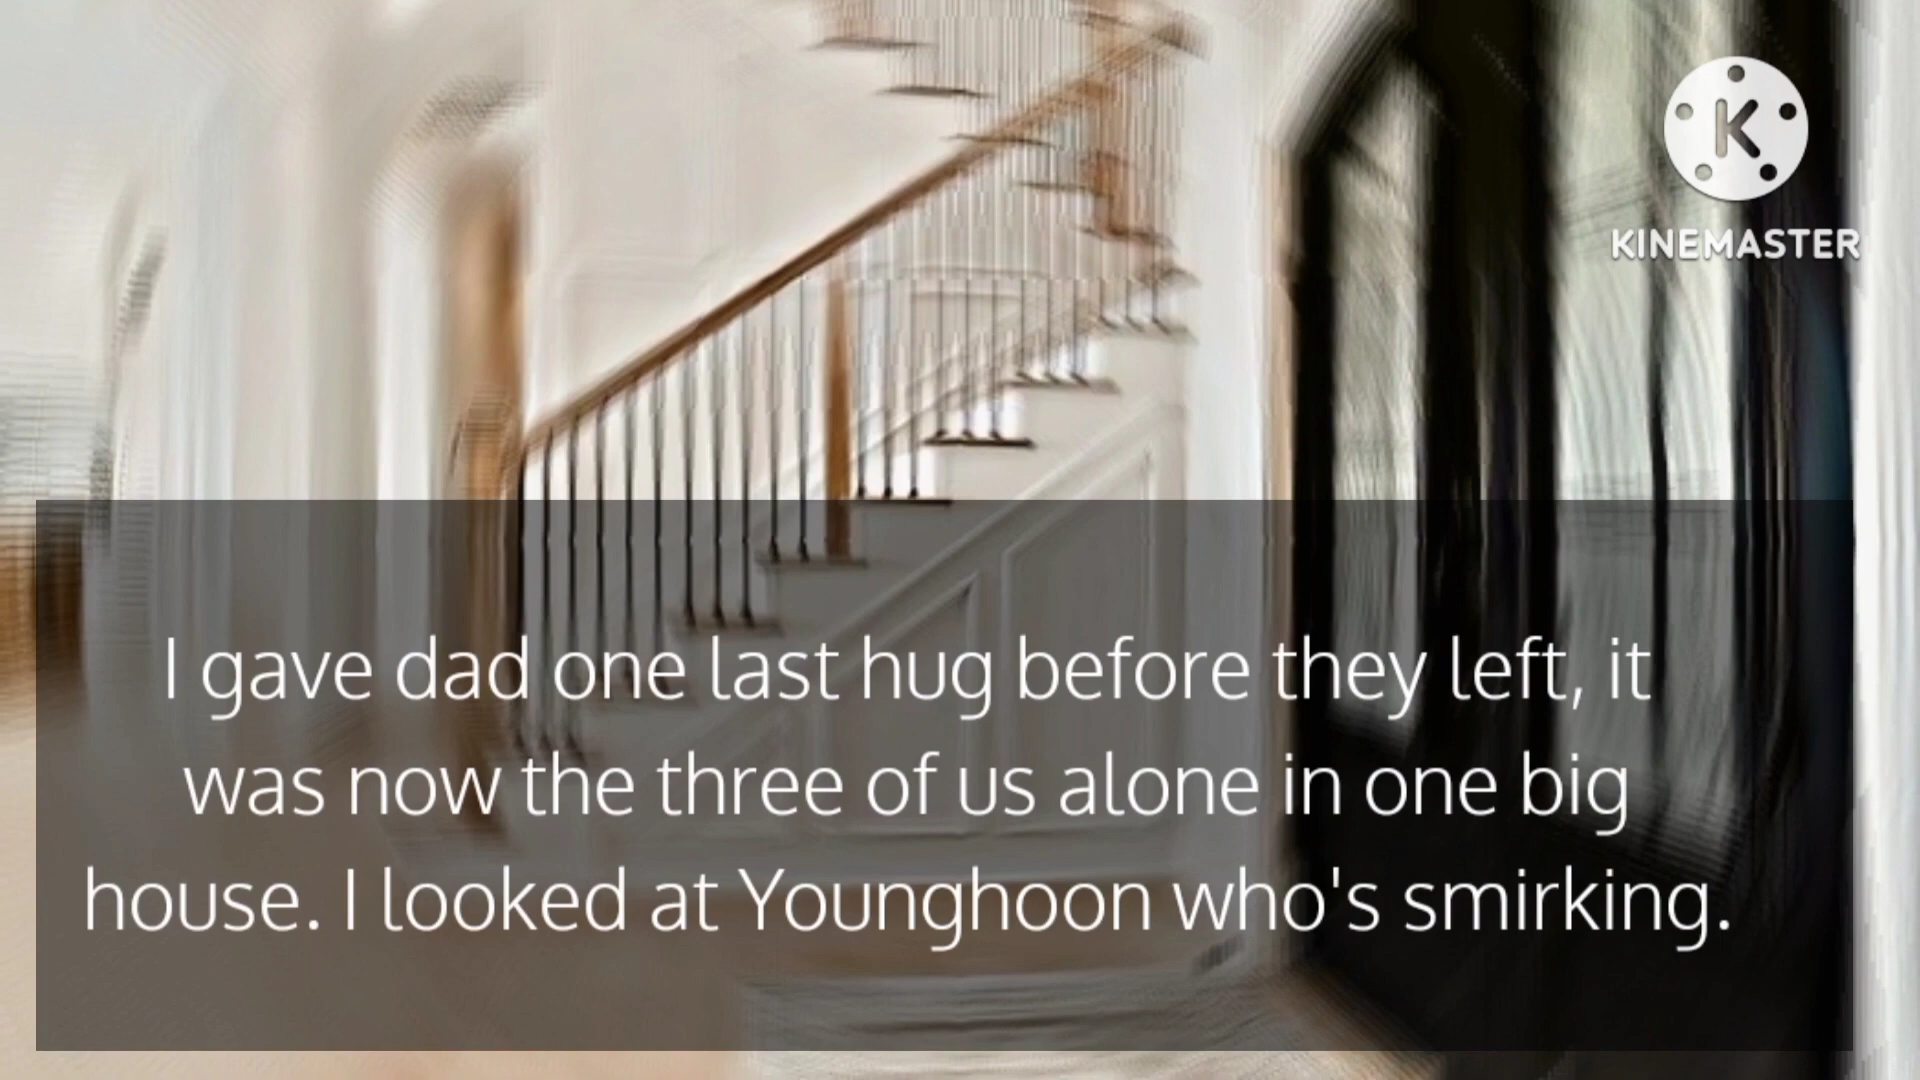 K
KINEMASTER
I gave dad one last hug before they left, it
was now the three of us alone in one big
house. I looked at Younghoon who's smirking.